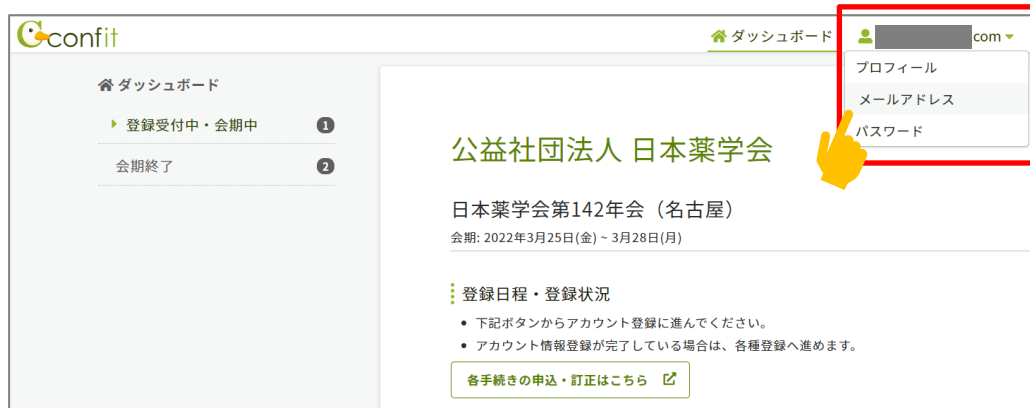 confit
ダッシュボード
com
プロフィール
メールアドレス
パスワード
ダッシュボード
登録受付中・会期中 1
会期終了 2
公益社団法人 日本薬学会
日本薬学会第142年会（名古屋）
会期: 2022年3月25日(金) ~ 3月28日(月)
登録日程・登録状況
• 下記ボタンからアカウント登録に進んでください。
• アカウント情報登録が完了している場合は、各種登録へ進めます。
各手続きの申込・訂正はこちら